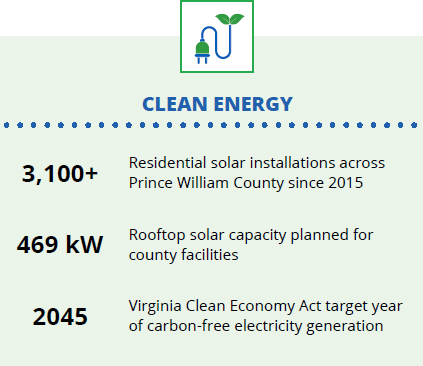 CLEAN ENERGY
3,100+
Residential solar installations across
Prince William County since 2015
469 kW
Rooftop solar capacity planned for
county facilities
2045
Virginia Clean Economy Act target year
of carbon-free electricity generation